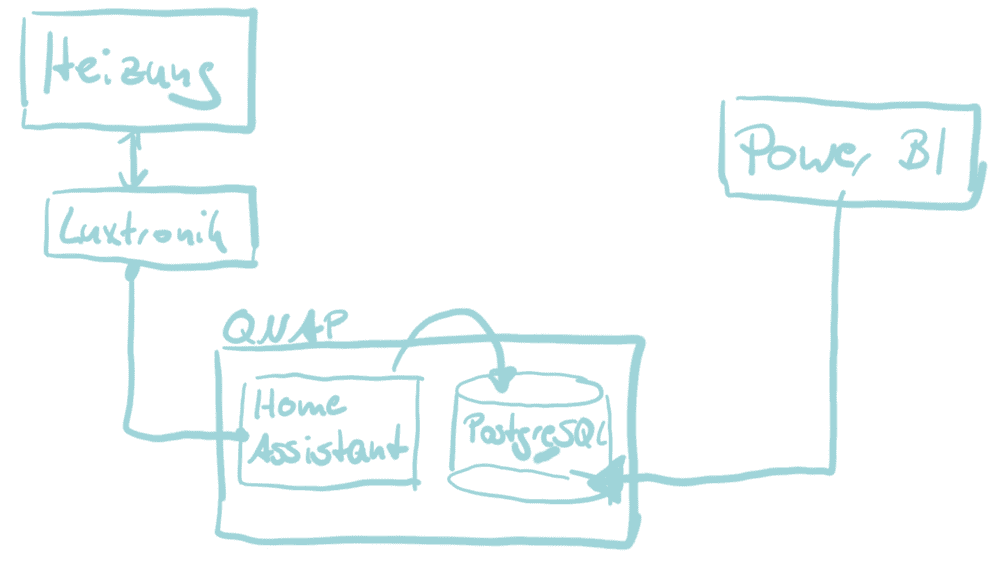 Heizung
Power BI
Luxtronik
QNAP
Home
Assistant
PostgreSQL